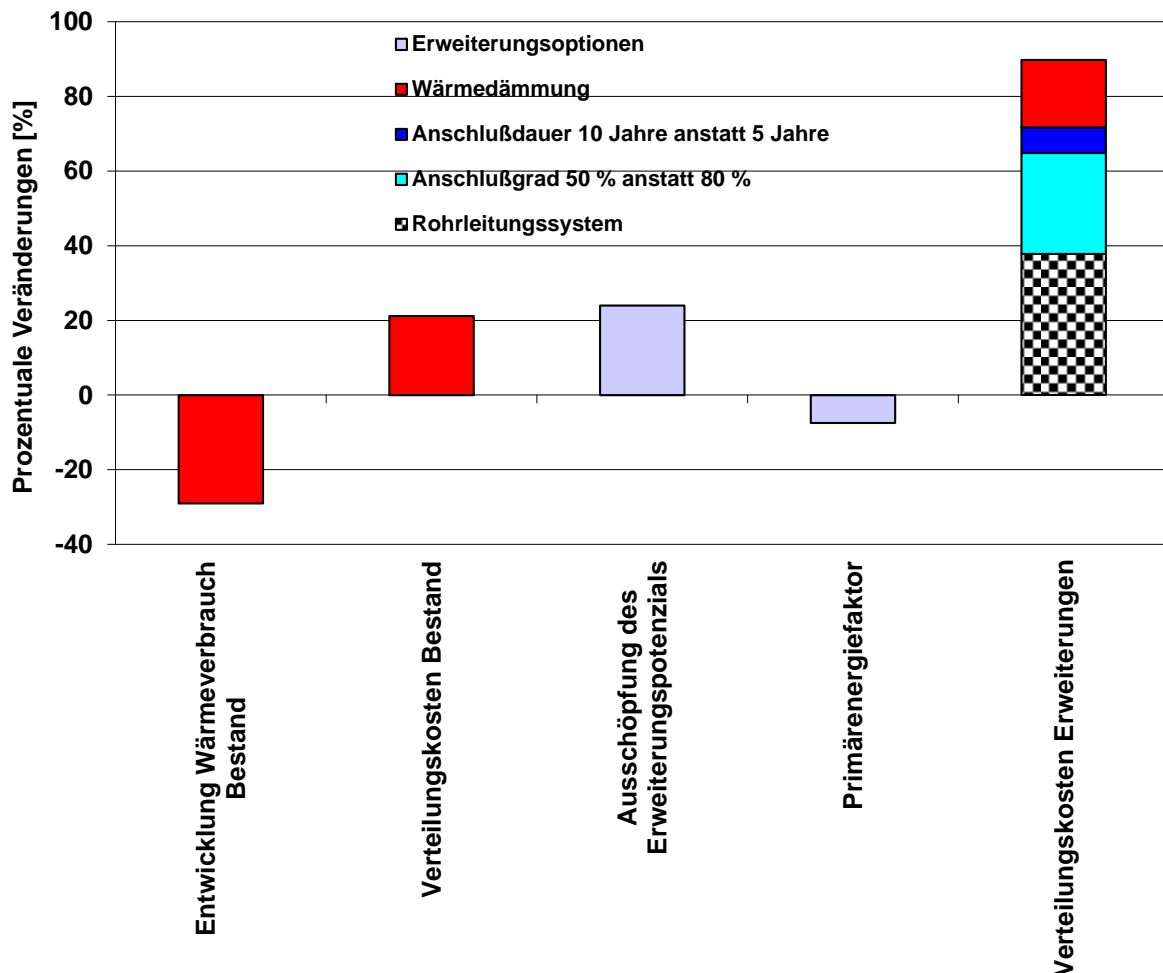 Prozentuale Veränderungen [%]
100
80
60
40
20
0
-20
-40
Erweiterungsoptionen
Wärmedämmung
Anschlußdauer 10 Jahre anstatt 5 Jahre
Anschlußgrad 50 % anstatt 80 %
Rohrleitungssystem
Entwicklung Wärmeverbrauch
Bestand
Verteilungskosten Bestand
Ausschöpfung des
Erweiterungspotenzials
Primärenergiefaktor
Verteilungskosten Erweiterungen